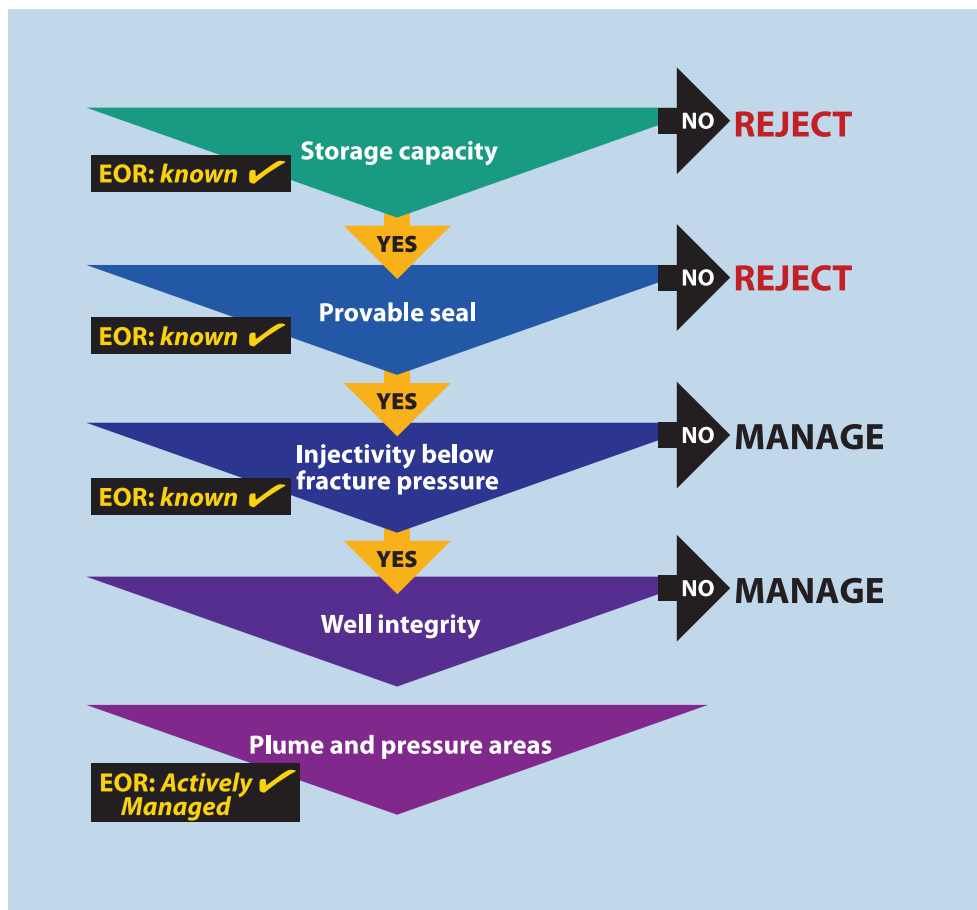 Storage capacity
NO
REJECT
EOR: known ✓
YES
Provable seal
NO
REJECT
EOR: known ✓
YES
Injectivity below
fracture pressure
NO
MANAGE
EOR: known ✓
YES
Well integrity
NO
MANAGE
Plume and pressure areas
EOR: Actively ✓
Managed